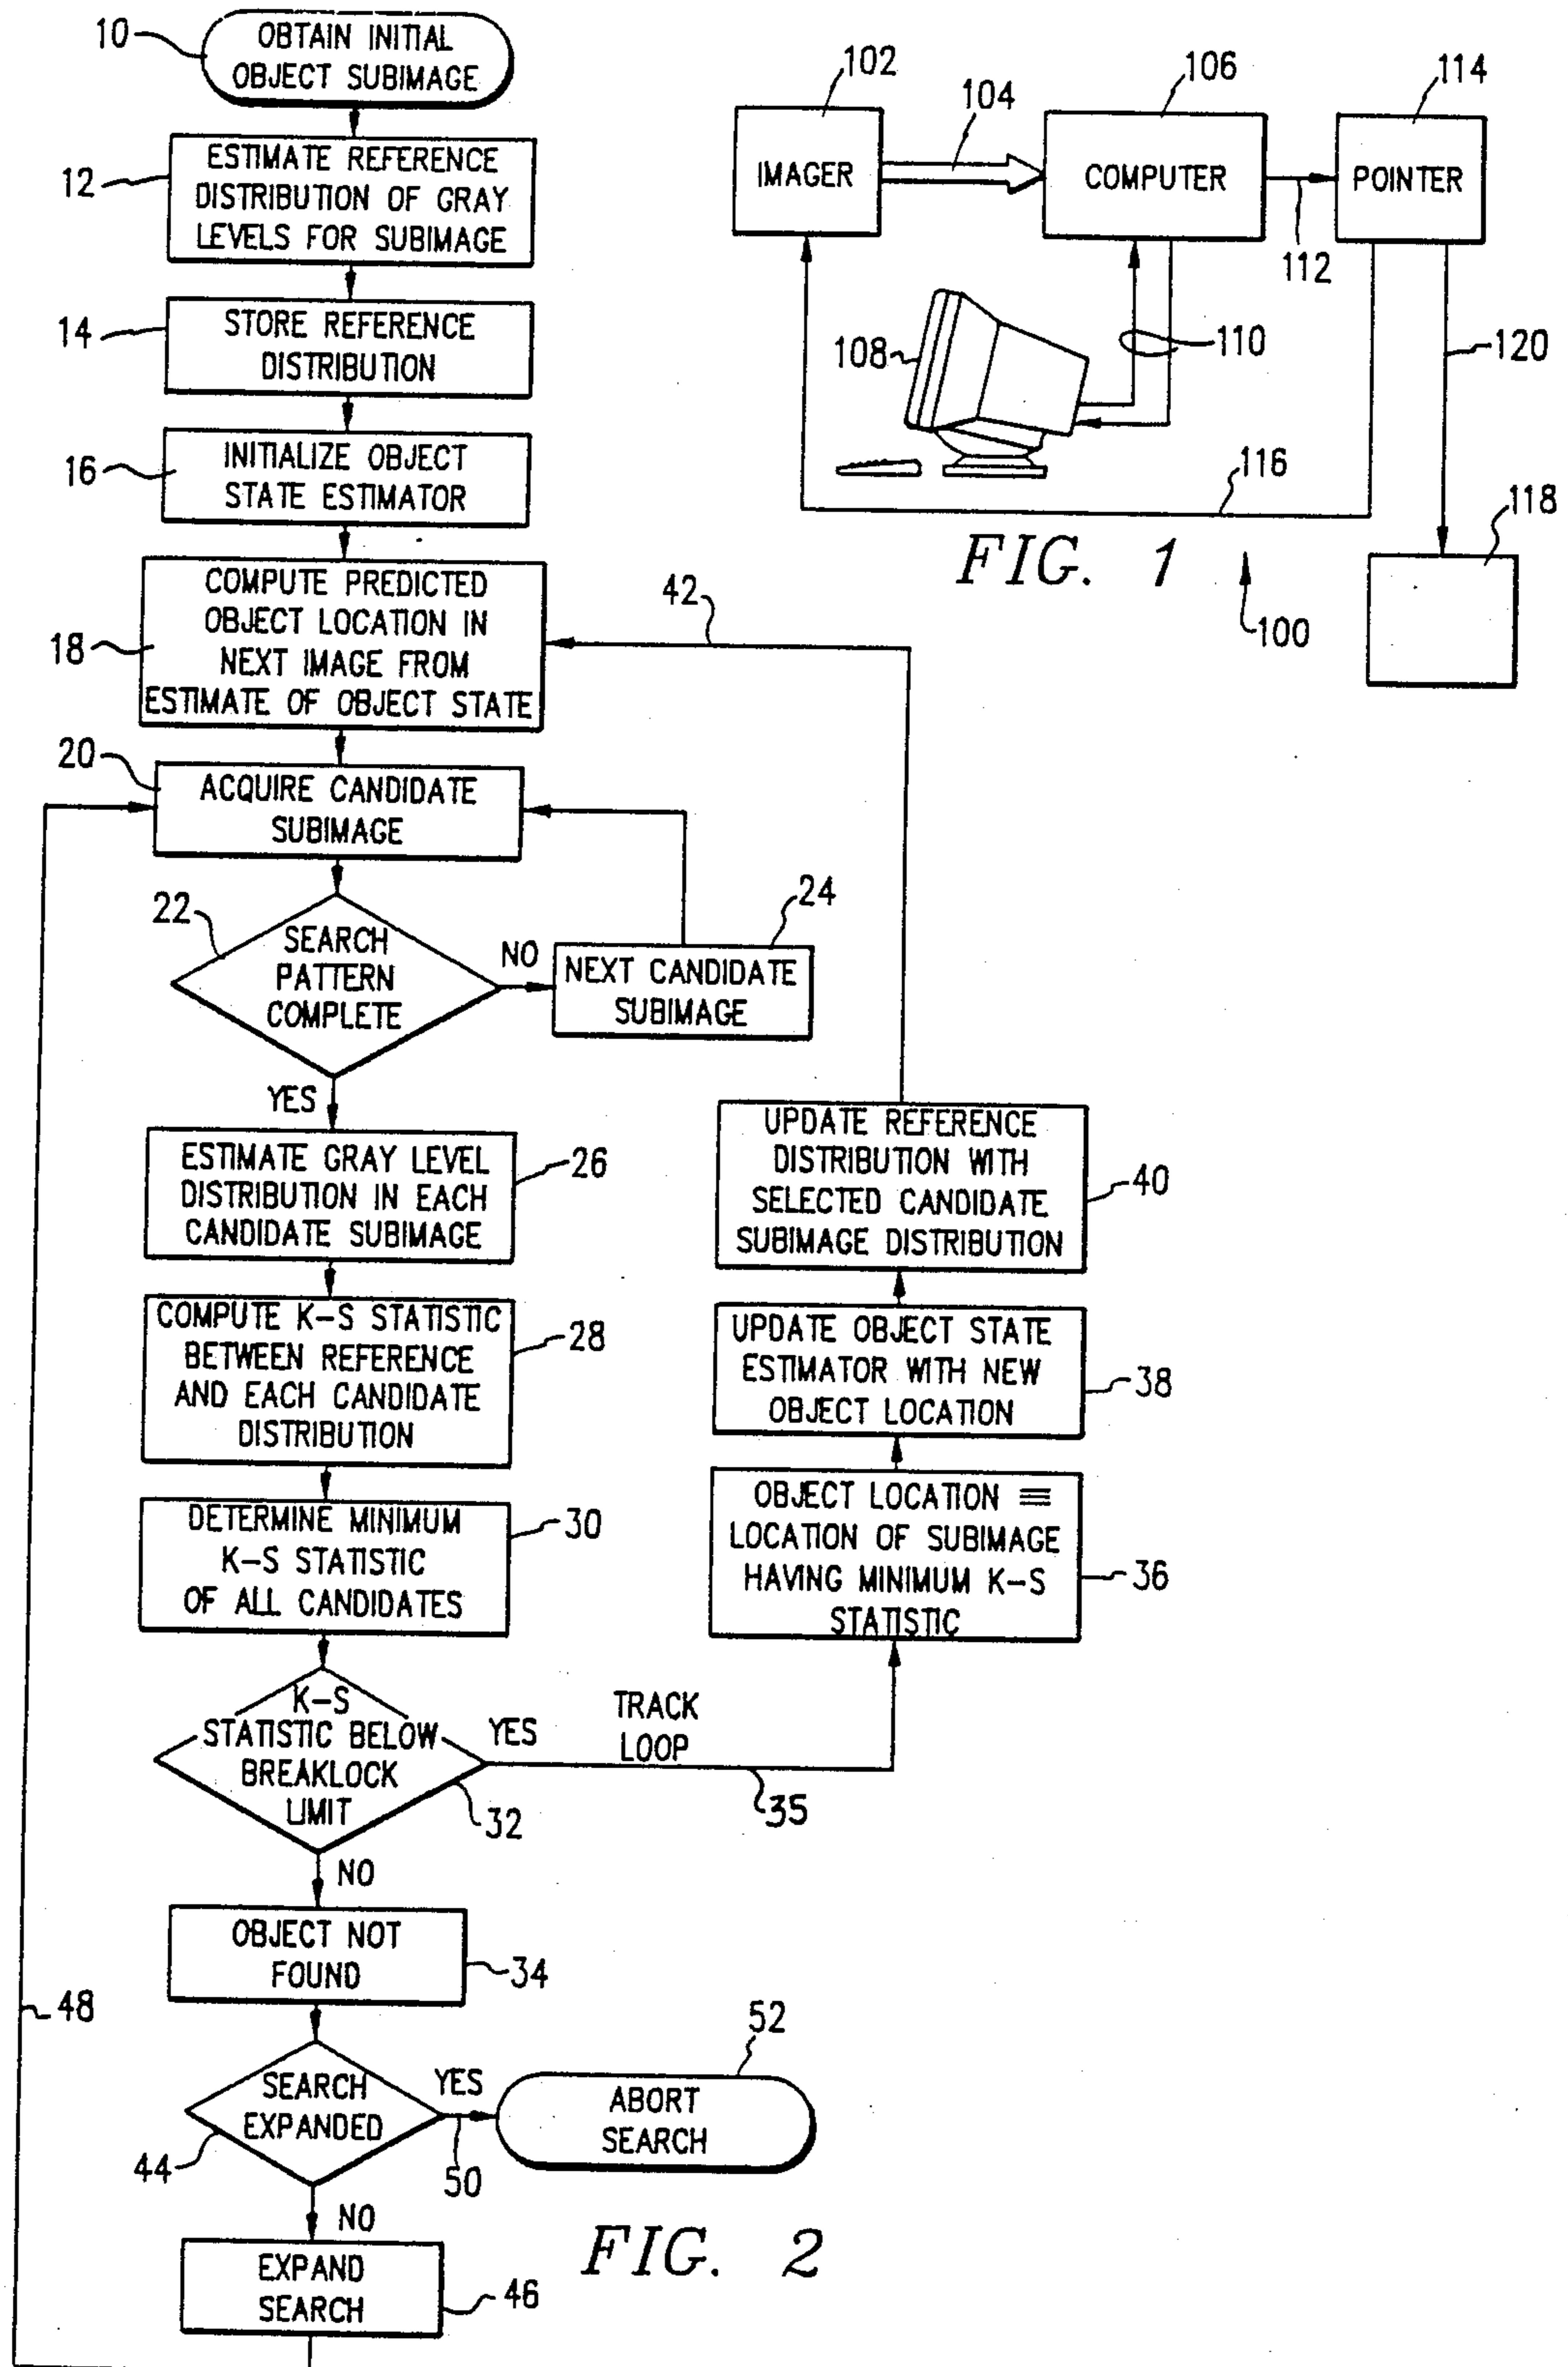 10
OBTAIN INITIAL
OBJECT SUBIMAGE
12
ESTIMATE REFERENCE
DISTRIBUTION OF GRAY
LEVELS FOR SUBIMAGE
14
STORE REFERENCE
DISTRIBUTION
16
INITIALIZE OBJECT
STATE ESTIMATOR
18
COMPUTE PREDICTED
OBJECT LOCATION IN
NEXT IMAGE FROM
ESTIMATE OF OBJECT STATE
42
20
ACQUIRE CANDIDATE
SUBIMAGE
22
SEARCH
PATTERN
COMPLETE
NO
24
NEXT CANDIDATE
SUBIMAGE
YES
ESTIMATE GRAY LEVEL
DISTRIBUTION IN EACH
CANDIDATE SUBIMAGE
26
COMPUTE K-S STATISTIC
BETWEEN REFERENCE
AND EACH CANDIDATE
DISTRIBUTION
28
DETERMINE MINIMUM
K-S STATISTIC
OF ALL CANDIDATES
30
K-S
STATISTIC BELOW
BREAKLOCK
LIMIT
32
YES
TRACK
LOOP
35
OBJECT LOCATION ≡
LOCATION OF SUBIMAGE
HAVING MINIMUM K-S
STATISTIC
36
UPDATE OBJECT STATE
ESTIMATOR WITH NEW
OBJECT LOCATION
38
UPDATE REFERENCE
DISTRIBUTION WITH
SELECTED CANDIDATE
SUBIMAGE DISTRIBUTION
40
NO
OBJECT NOT
FOUND
34
48
SEARCH
EXPANDED
44
YES
50
52
ABORT
SEARCH
NO
EXPAND
SEARCH
46
FIG. 2
102
IMAGER
104
106
COMPUTER
112
114
POINTER
108
110
116
120
118
FIG. 1
100